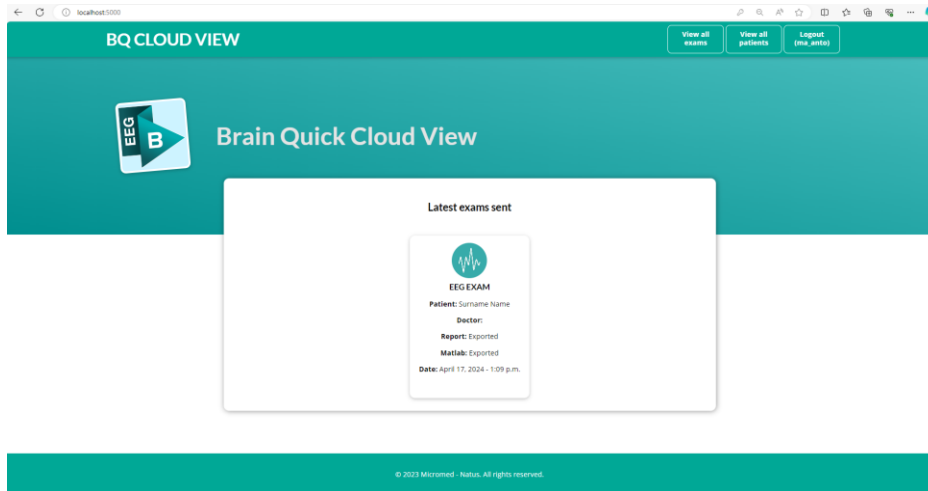 localhost:5000
BQ CLOUD VIEW
View all
exams
View all
patients
Logout
(ma_anto)
EEG
B
Brain Quick Cloud View
Latest exams sent
EEG EXAM
Patient: Surname Name
Doctor:
Report: Exported
Matlab: Exported
Date: April 17, 2024 - 1:09 p.m.
© 2023 Micromed - Natus. All rights reserved.